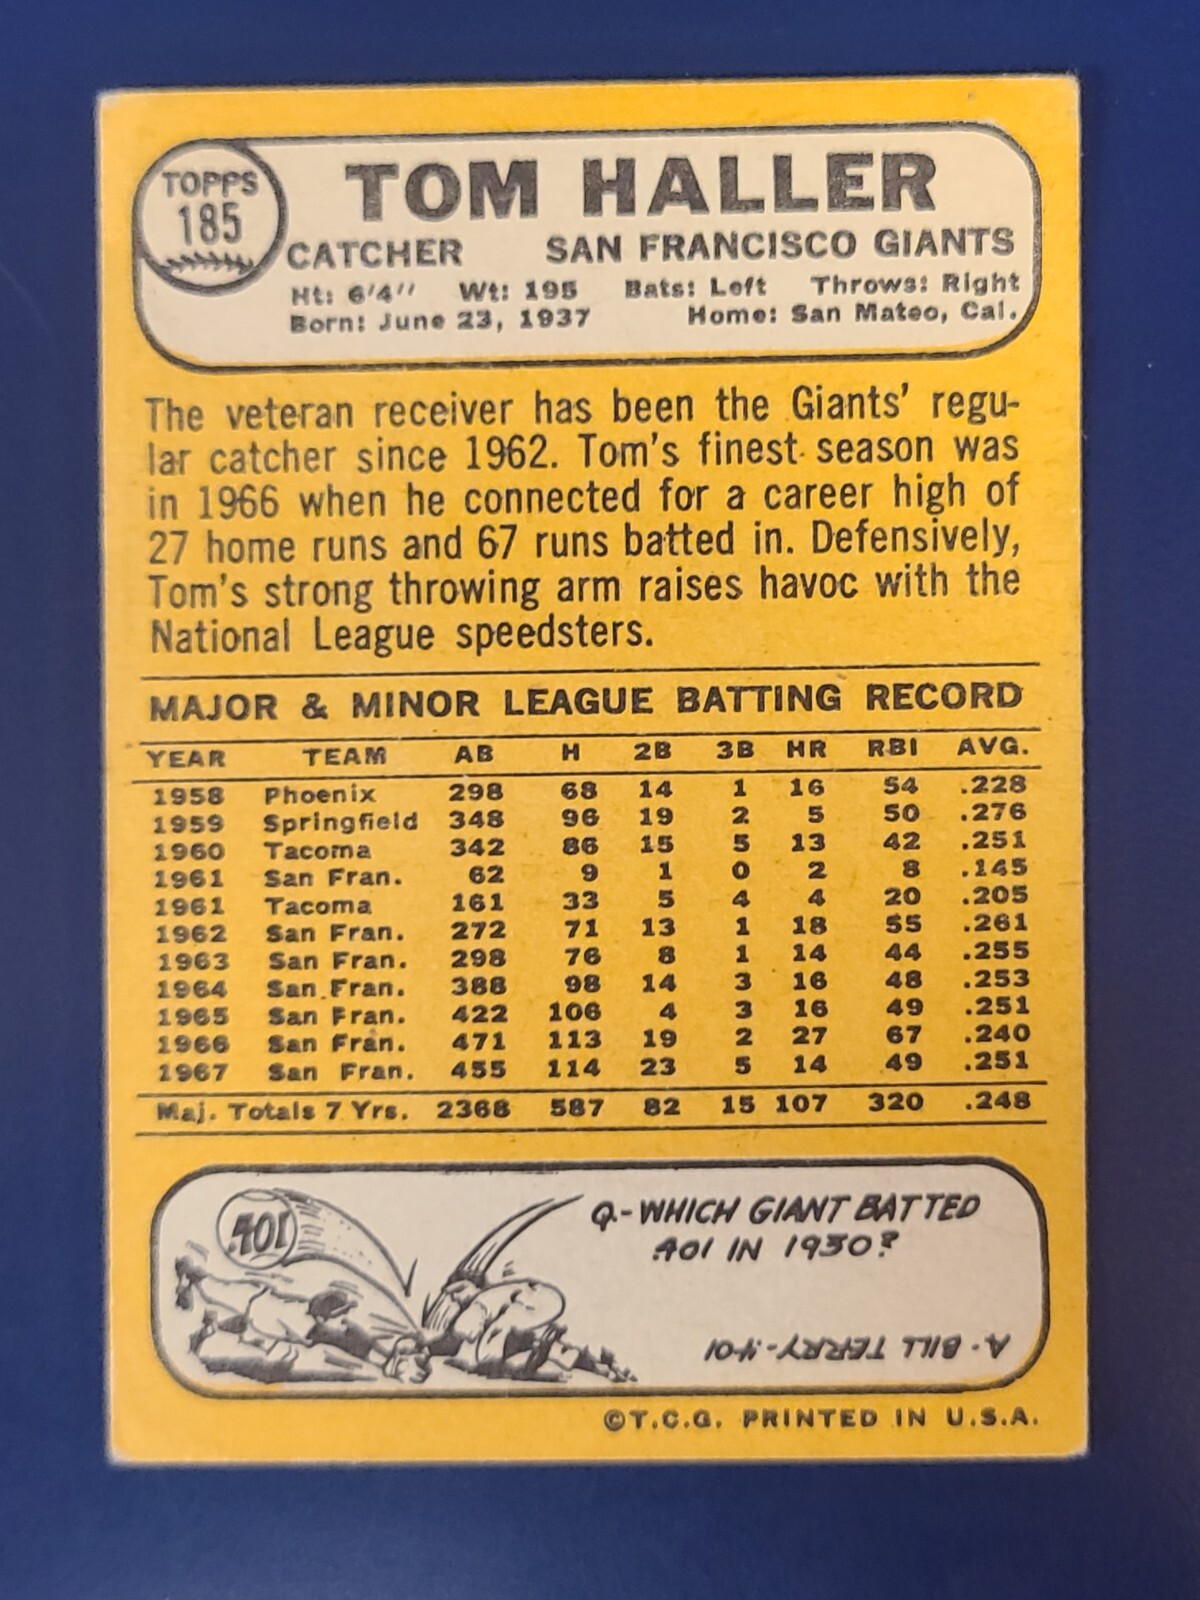 TOPPS
185
TOM HALLER
CATCHER SAN FRANCISCO GIANTS
Ht: 6'4" Wt: 195 Bats: Left Throws: Right
Born: June 23, 1937 Home: San Mateo, Cal.
The veteran receiver has been the Giants' regu-
lar catcher since 1962. Tom's finest season was
in 1966 when he connected for a career high of
27 home runs and 67 runs batted in. Defensively,
Tom's strong throwing arm raises havoc with the
National League speedsters.
MAJOR & MINOR LEAGUE BATTING RECORD
YEAR TEAM AB H 2B 3B HR RBI AVG.
1958 Phoenix 298 68 14 1 16 54 .228
1959 Springfield 348 96 19 2 5 50 .276
1960 Tacoma 342 86 15 5 13 42 .251
1961 San Fran. 62 9 1 0 2 8 .145
1961 Tacoma 161 33 5 4 4 20 .205
1962 San Fran. 272 71 13 1 18 55 .261
1963 San Fran. 298 76 8 1 14 44 .255
1964 San Fran. 388 98 14 3 16 48 .253
1965 San Fran. 422 106 4 3 16 49 .251
1966 San Fran. 471 113 19 2 27 67 .240
1967 San Fran. 455 114 23 5 14 49 .251
Maj. Totals 7 Yrs. 2368 587 82 15 107 320 .248
.401
Q-WHICH GIANT BATTED
.401 IN 1930?
A-BILL TERRY-.401
©T.C.G. PRINTED IN U.S.A.